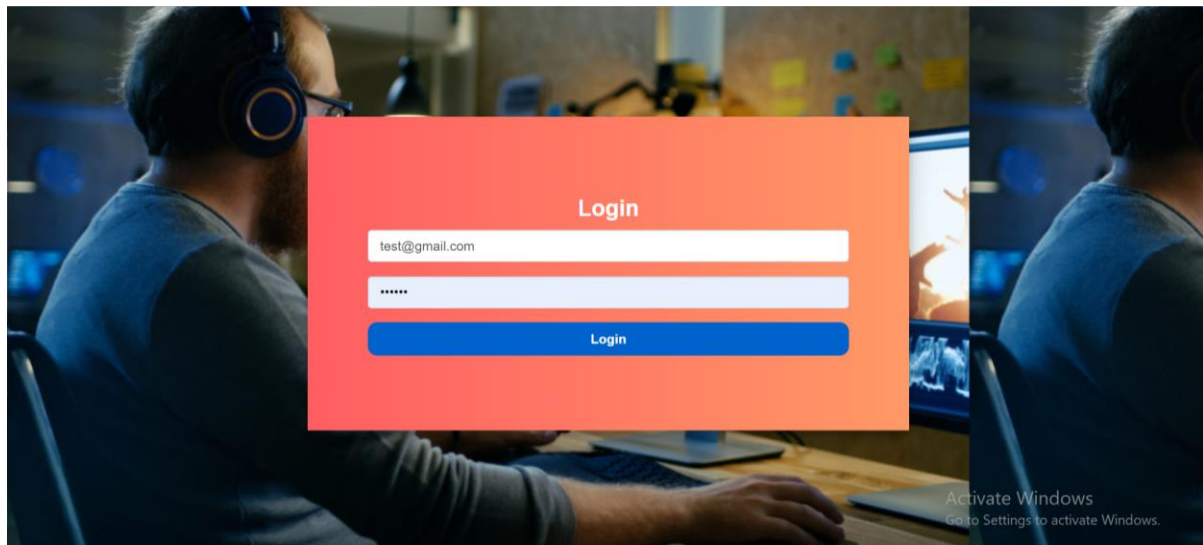 Login
test@gmail.com
••••••
Login
Activate Windows
Go to Settings to activate Windows.